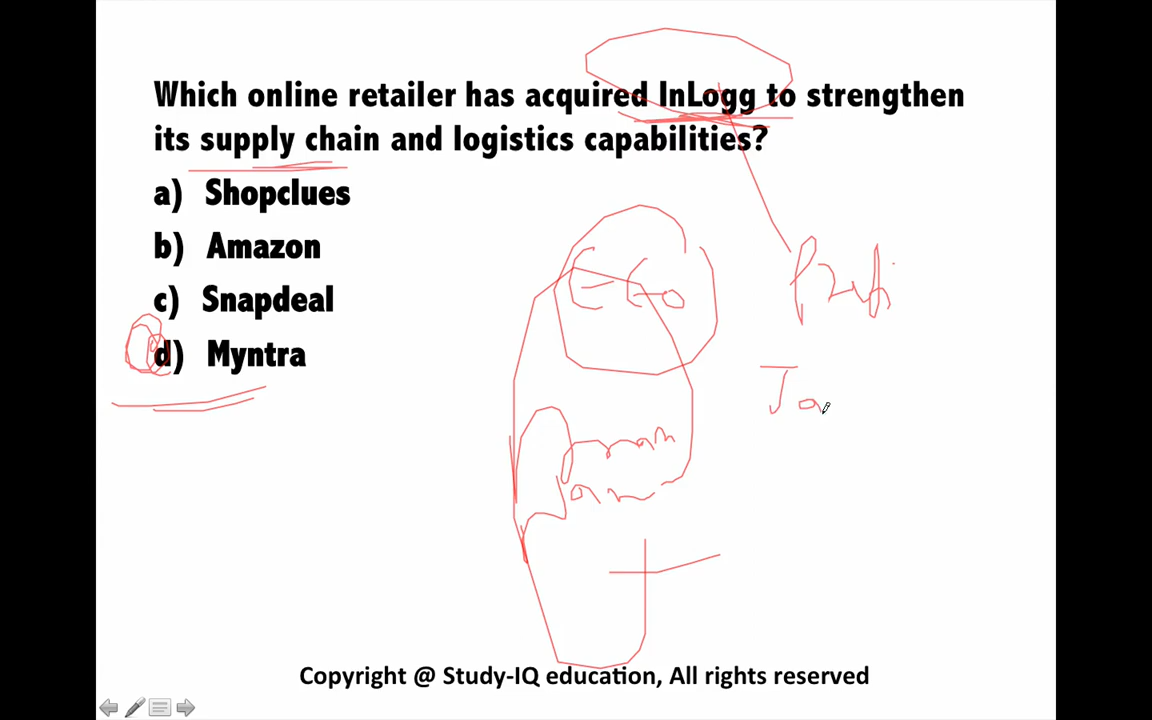 Which online retailer has acquired InLogg to strengthen
its supply chain and logistics capabilities?
a) Shopclues
b) Amazon
c) Snapdeal
d) Myntra
Copyright @ Study-IQ education, All rights reserved